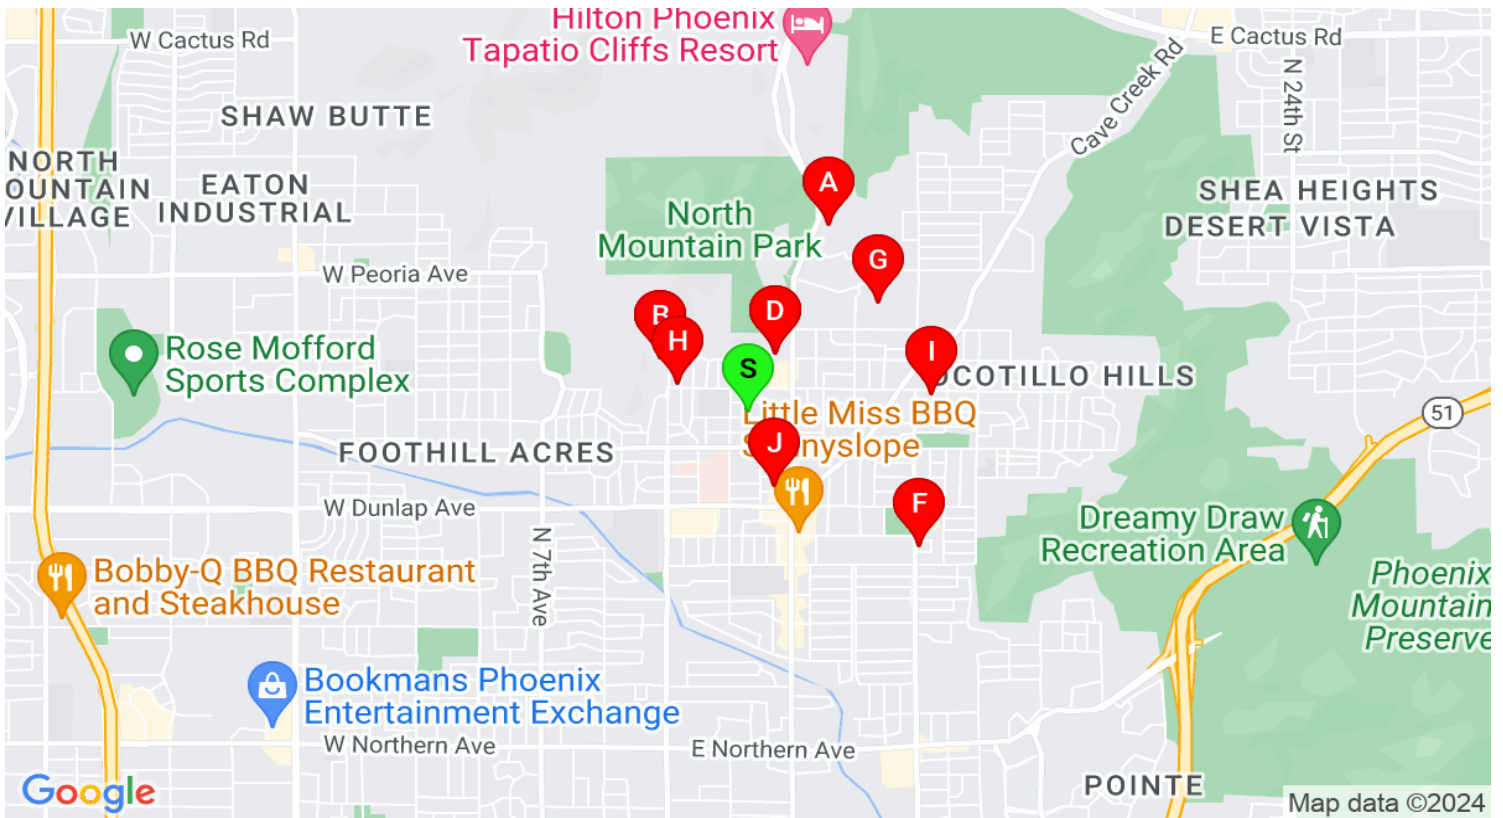 Hilton Phoenix
Tapatio Cliffs Resort
W Cactus Rd
E Cactus Rd
N 24th St
Cave Creek Rd
SHAW BUTTE
NORTH
OUNTAIN
VILLAGE
EATON
INDUSTRIAL
A
SHEA HEIGHTS
DESERT VISTA
North
Mountain Park
G
W Peoria Ave
B
D
H
Rose Mofford
Sports Complex
S
I
OCOTILLO HILLS
51
Little Miss BBQ
S nnyslope
J
FOOTHILL ACRES
W Dunlap Ave
F
Dreamy Draw
Recreation Area
N 7th Ave
Bobby-Q BBQ Restaurant
and Steakhouse
Phoenix
Mountain
Preserve
Bookmans Phoenix
Entertainment Exchange
W Northern Ave
E Northern Ave
POINTE
Google
Map data ©2024